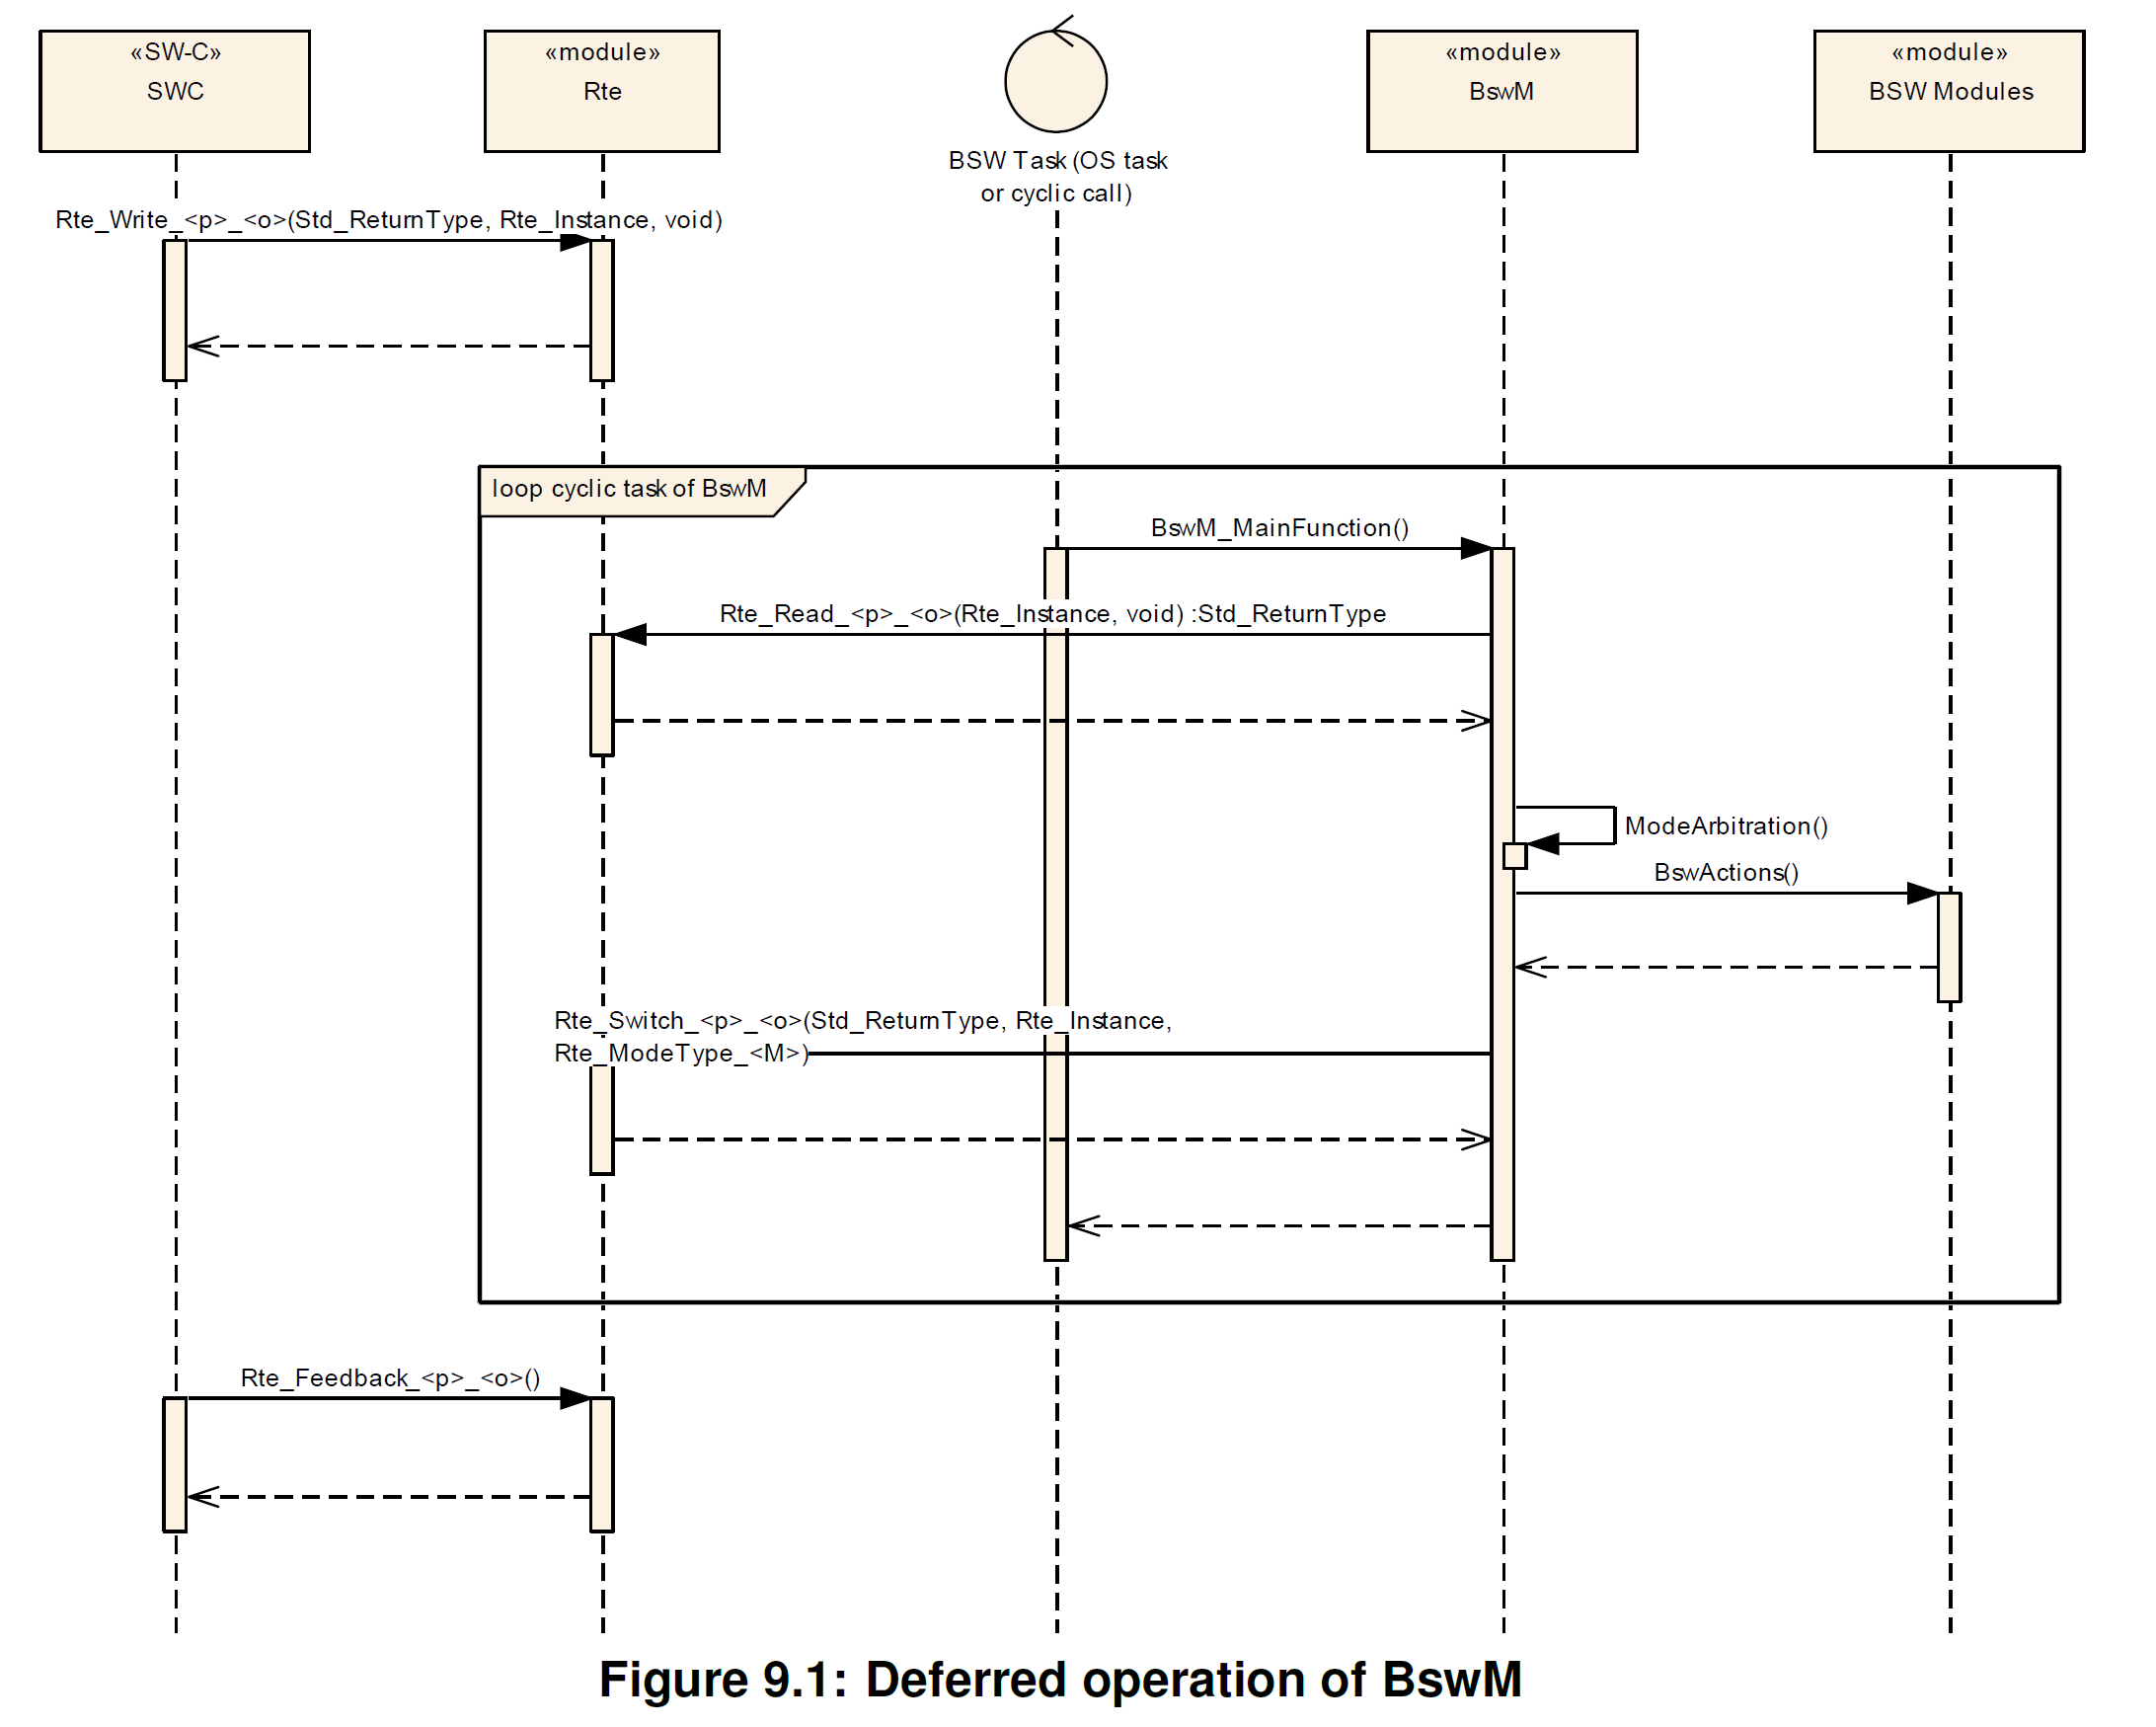 «SW-C»
SWC
«module»
Rte
BSW Task (OS task
or cyclic call)
«module»
BswM
«module»
BSW Modules
Rte_Write_<p>_<o>(Std_ReturnType, Rte_Instance, void)
loop cyclic task of BswM
BswM_MainFunction()
Rte_Read_<p>_<o>(Rte_Instance, void) :Std_ReturnType
ModeArbitration()
BswActions()
Rte_Switch_<p>_<o>(Std_ReturnType, Rte_Instance,
Rte_ModeType_<M>)
Rte_Feedback_<p>_<o>()
Figure 9.1: Deferred operation of BswM